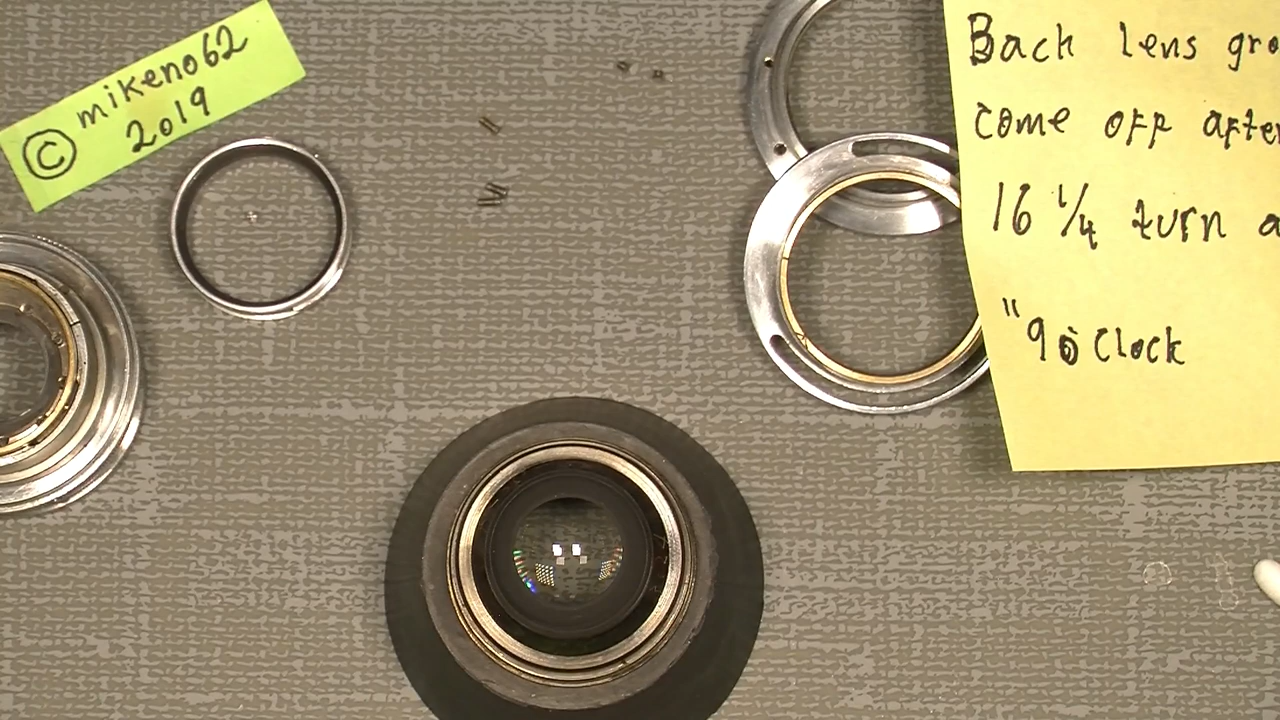 © mikeno62
2019
Back lens gro
come off after
16 1/4 turn a
"9 o Clock